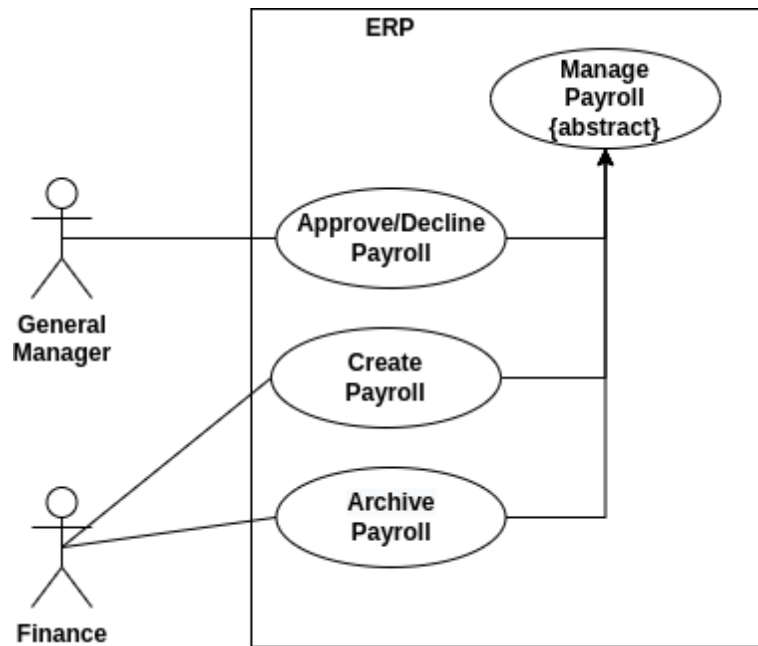 ERP
Manage
Payroll
{abstract}
Approve/Decline
Payroll
General
Manager
Create
Payroll
Archive
Payroll
Finance